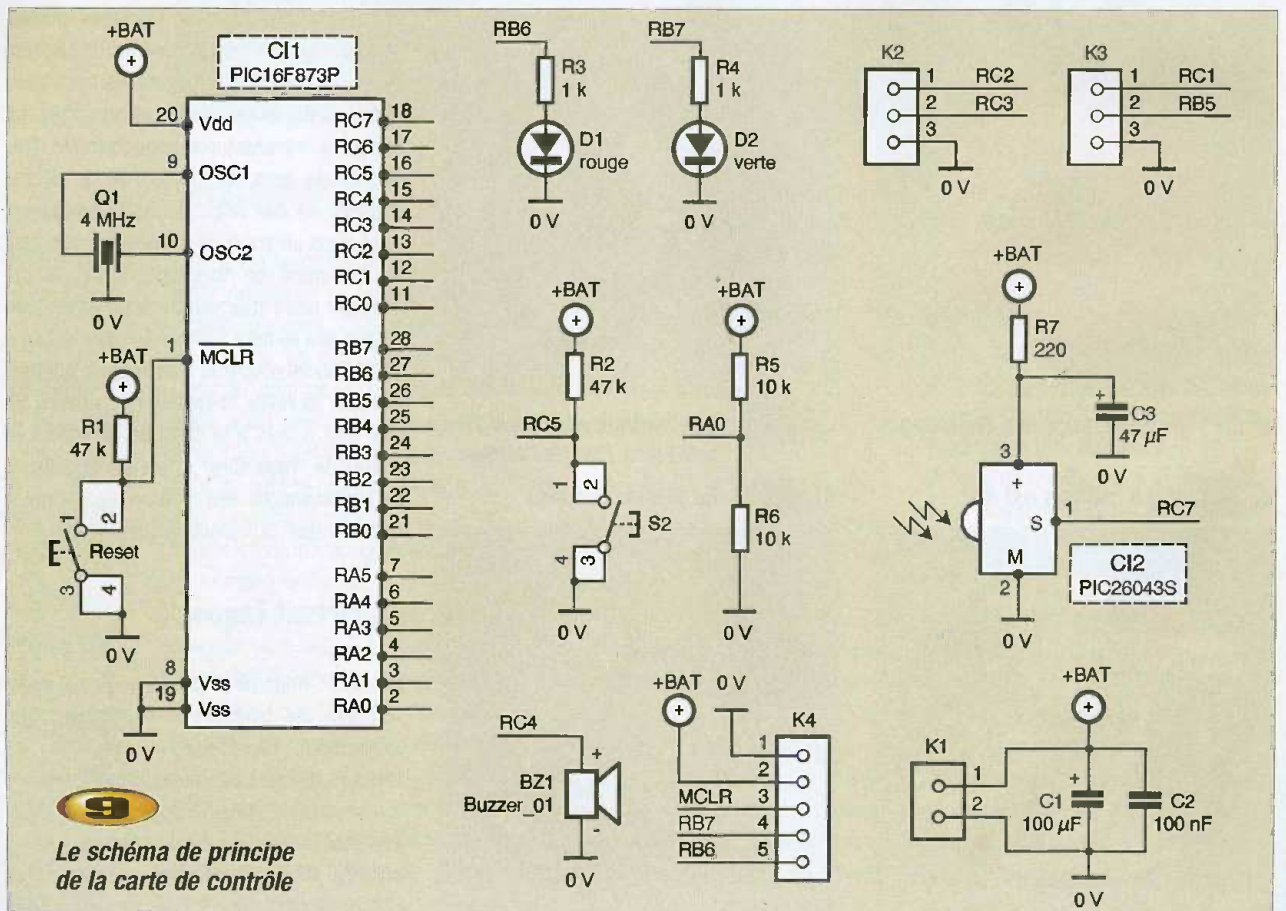 +BAT
CI1
PIC16F873P
20
Vdd
9
OSC1
Q1
4 MHz
10
OSC2
0 V
1
MCLR
+BAT
R1
47 k
1
2
Reset
3
4
0 V
8
Vss
19
Vss
0 V
RC7
18
RC6
17
RC5
16
RC4
15
RC3
14
RC2
13
RC1
12
RC0
11
RB7
28
RB6
27
RB5
26
RB4
25
RB3
24
RB2
23
RB1
22
RB0
21
RA5
7
RA4
6
RA3
5
RA2
4
RA1
3
RA0
2
RB6
R3
1 k
D1
rouge
0 V
RB7
R4
1 k
D2
verte
0 V
K2
1
RC2
2
RC3
3
0 V
K3
1
RC1
2
RB5
3
0 V
+BAT
R2
47 k
RC5
1
2
S2
4
3
0 V
+BAT
R5
10 k
RA0
R6
10 k
0 V
+BAT
R7
220
+
C3
47 µF
0 V
3
+
S
1
RC7
M
2
0 V
CI2
PIC26043S
RC4
+
BZ1
Buzzer_01
-
0 V
+BAT
0 V
K4
1
2
MCLR
3
RB7
4
RB6
5
+BAT
K1
1
2
+
C1
100 µF
C2
100 nF
0 V
9
Le schéma de principe
de la carte de contrôle